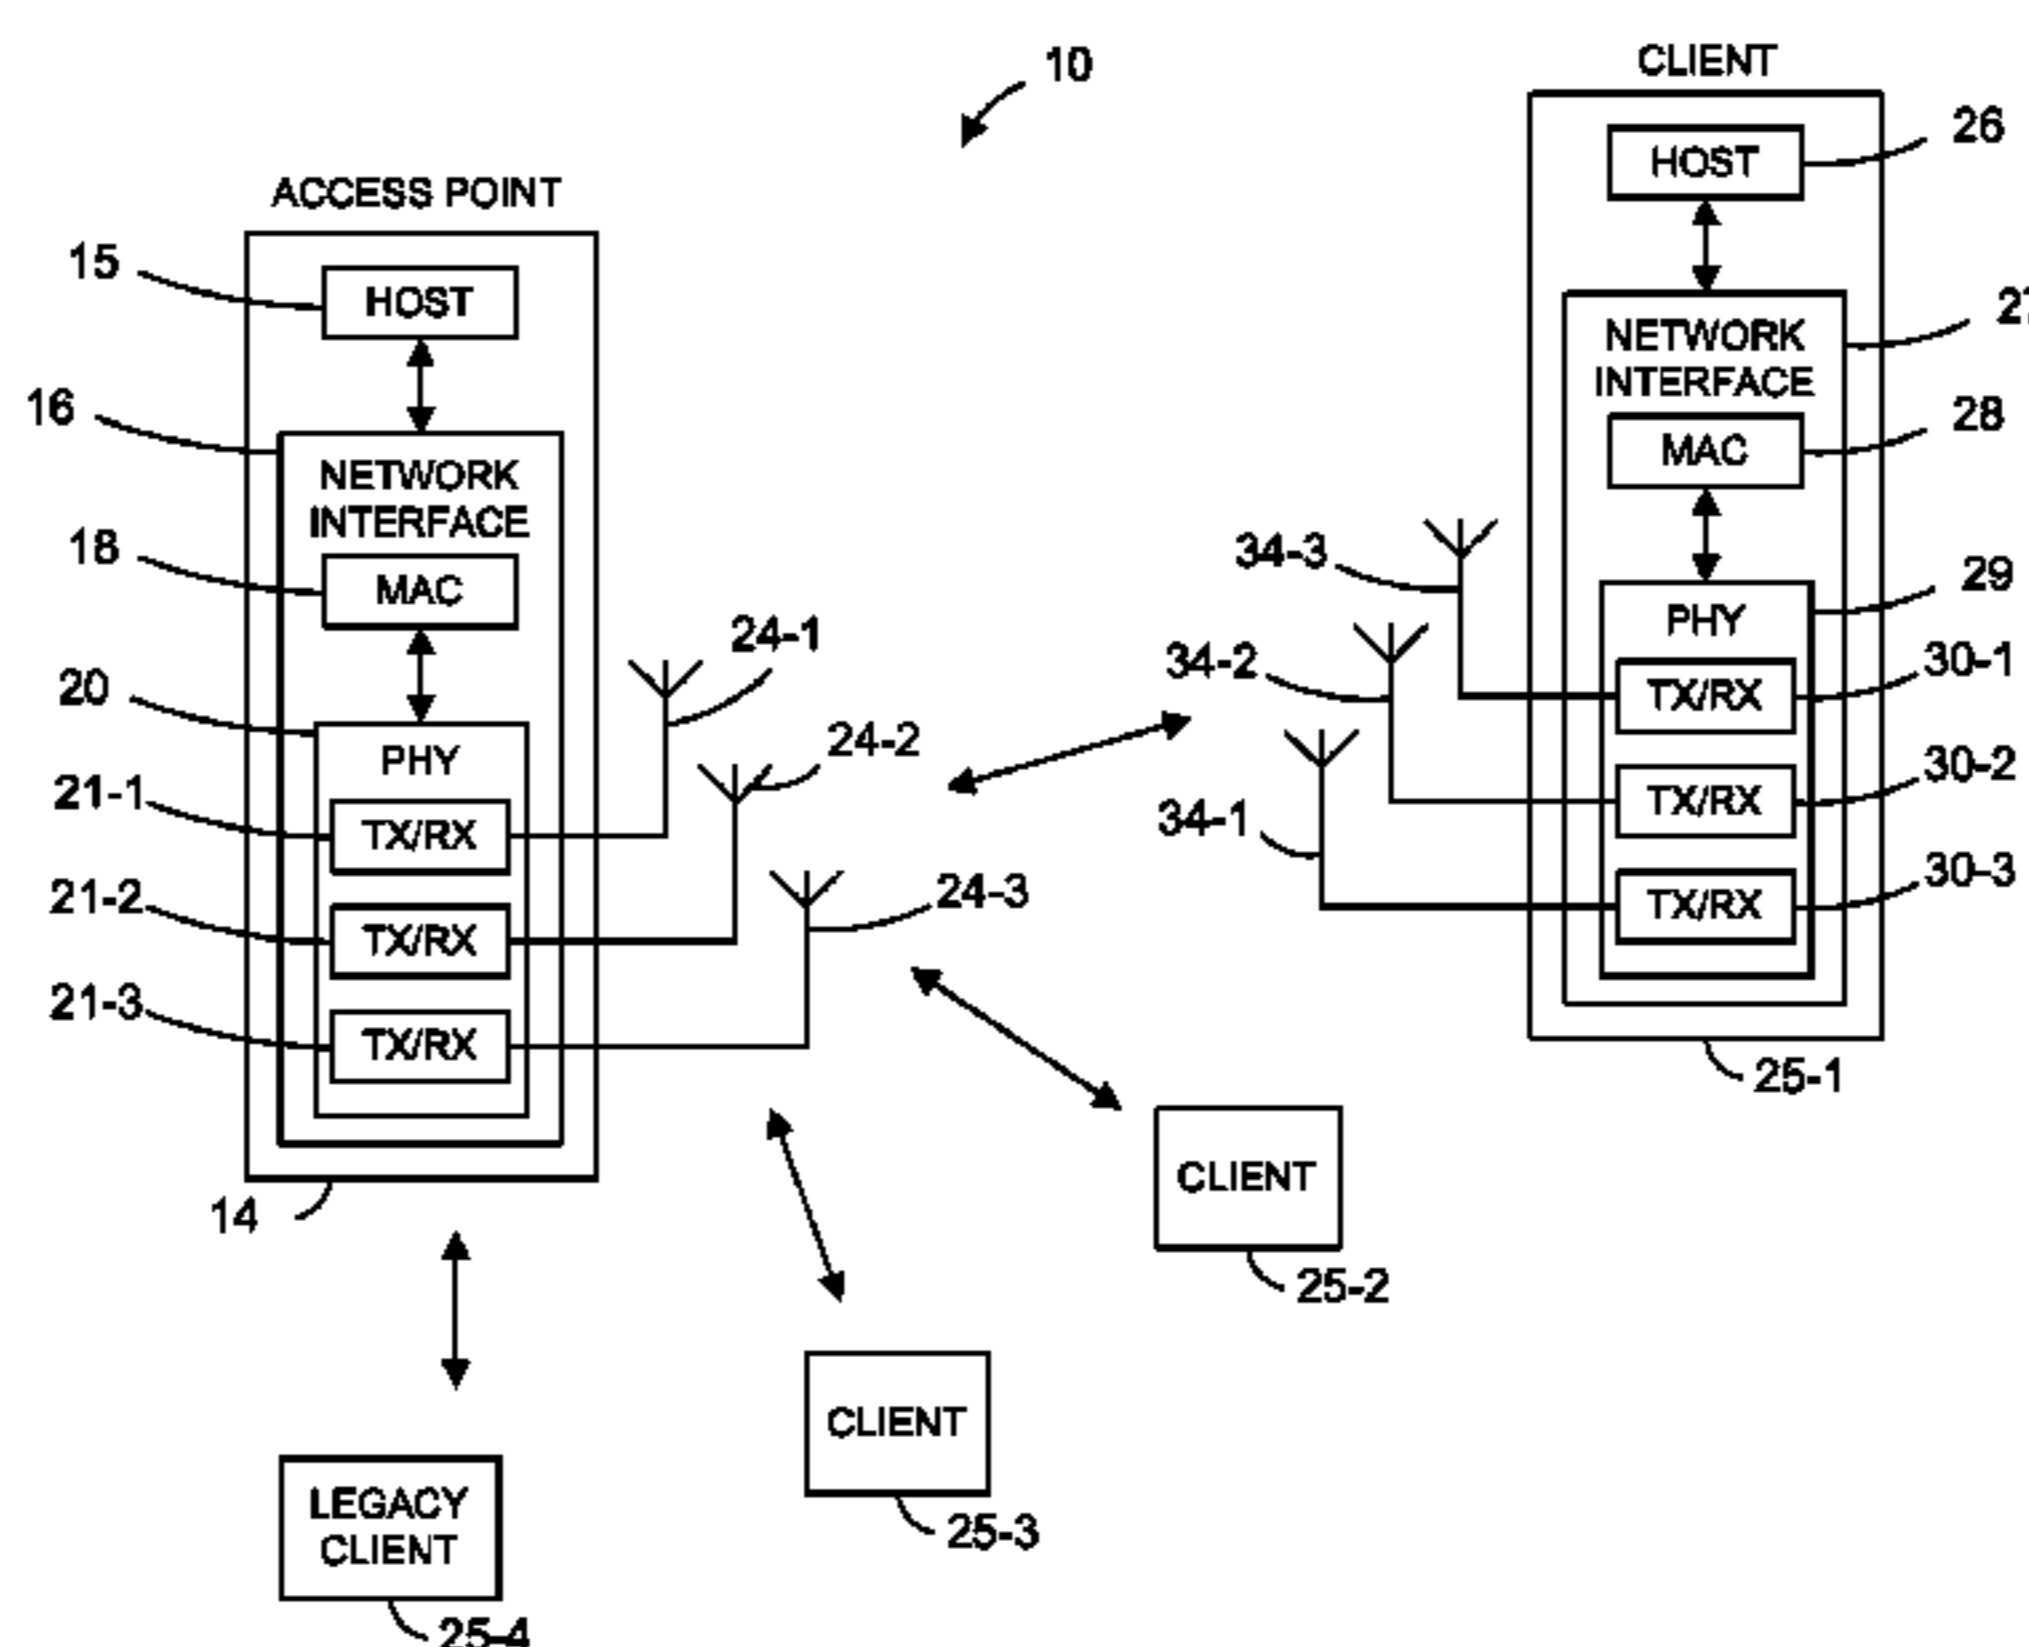 10
CLIENT
HOST
26
ACCESS POINT
15
HOST
27
NETWORK
INTERFACE
16
MAC
28
NETWORK
INTERFACE
18
MAC
34-3
29
PHY
24-1
34-2
30-1
TX/RX
20
PHY
24-2
30-2
TX/RX
21-1
TX/RX
34-1
30-3
TX/RX
21-2
TX/RX
24-3
21-3
TX/RX
25-1
14
CLIENT
25-2
CLIENT
25-3
LEGACY
CLIENT
25-4